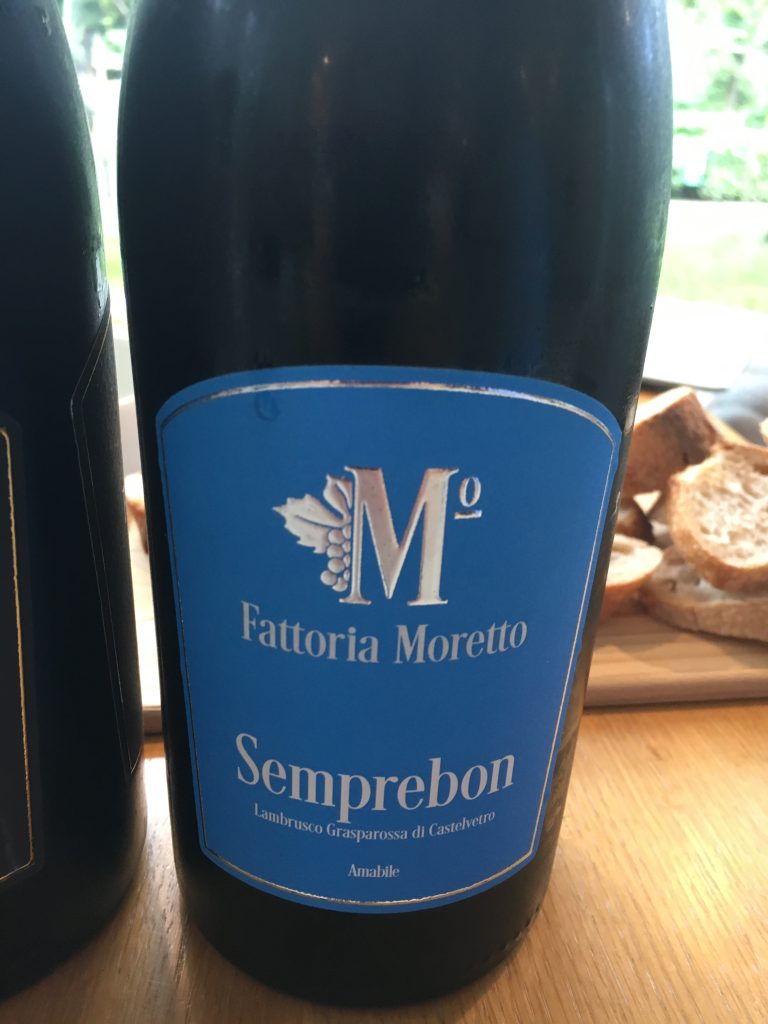 Mº
Fattoria Moretto
Semprebon
Lambrusco Grasparossa di Castelvetro
Amabile